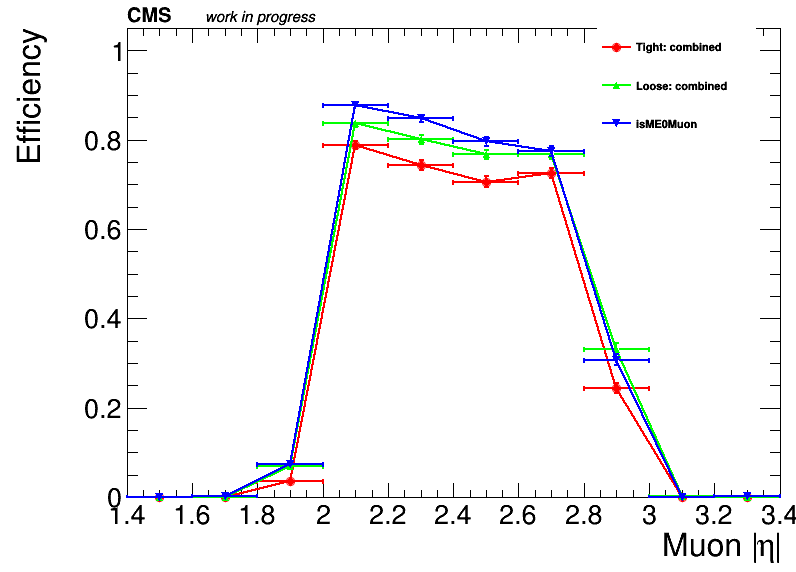 CMS work in progress
Efficiency
1
0.8
0.6
0.4
0.2
0
1.4 1.6 1.8 2 2.2 2.4 2.6 2.8 3 3.2 3.4
Muon |η|
Tight: combined
Loose: combined
isME0Muon